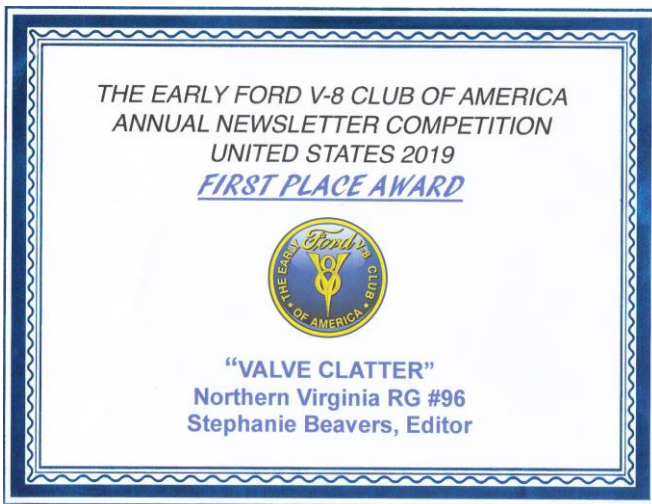 THE EARLY FORD V-8 CLUB OF AMERICA
ANNUAL NEWSLETTER COMPETITION
UNITED STATES 2019
FIRST PLACE AWARD
THE EARLY Ford V-8 CLUB
V8
• OF AMERICA •
“VALVE CLATTER”
Northern Virginia RG #96
Stephanie Beavers, Editor